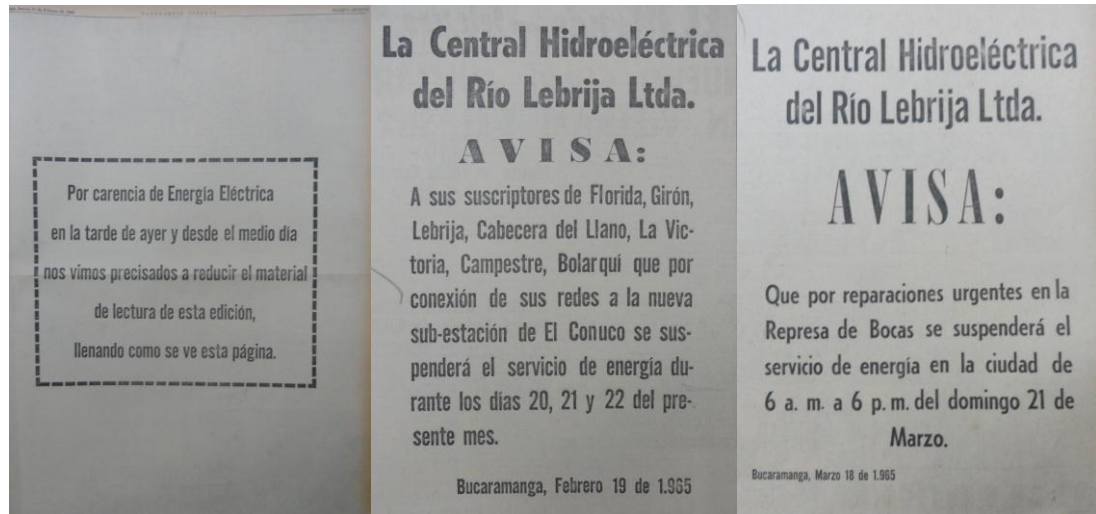 Por carencia de Energía Eléctrica
en la tarde de ayer y desde el medio día
nos vimos precisados a reducir el material
de lectura de esta edición,
llenando como se ve esta página.
La Central Hidroeléctrica
del Río Lebrija Ltda.
AVISA:
A sus suscriptores de Florida, Girón,
Lebrija, Cabecera del Llano, La Vic-
toria, Campestre, Bolarquí que por
conexión de sus redes a la nueva
sub-estación de El Conuco se sus-
penderá el servicio de energía du-
rante los días 20, 21 y 22 del pre-
sente mes.
Bucaramanga, Febrero 19 de 1.965
La Central Hidroeléctrica
del Río Lebrija Ltda.
AVISA:
Que por reparaciones urgentes en la
Represa de Bocas se suspenderá el
servicio de energía en la ciudad de
6 a. m. a 6 p. m. del domingo 21 de
Marzo.
Bucaramanga, Marzo 18 de 1.965